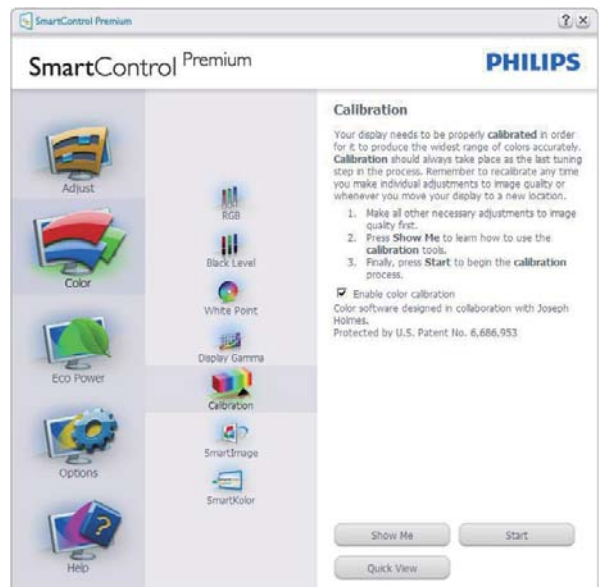 SmartControl Premium
SmartControl Premium
PHILIPS
Adjust
Color
Eco Power
Options
Help
RGB
Black Level
White Point
Display Gamma
Calibration
SmartImage
SmartKolor
Calibration
Your display needs to be properly calibrated in order
for it to produce the widest range of colors accurately.
Calibration should always take place as the last tuning
step in the process. Remember to recalibrate any time
you make individual adjustments to image quality or
whenever you move your display to a new location.
1. Make all other necessary adjustments to image
quality first.
2. Press Show Me to learn how to use the
calibration tools.
3. Finally, press Start to begin the calibration
process.
Enable color calibration
Color software designed in collaboration with Joseph
Holmes.
Protected by U.S. Patent No. 6,686,953
Show Me
Start
Quick View